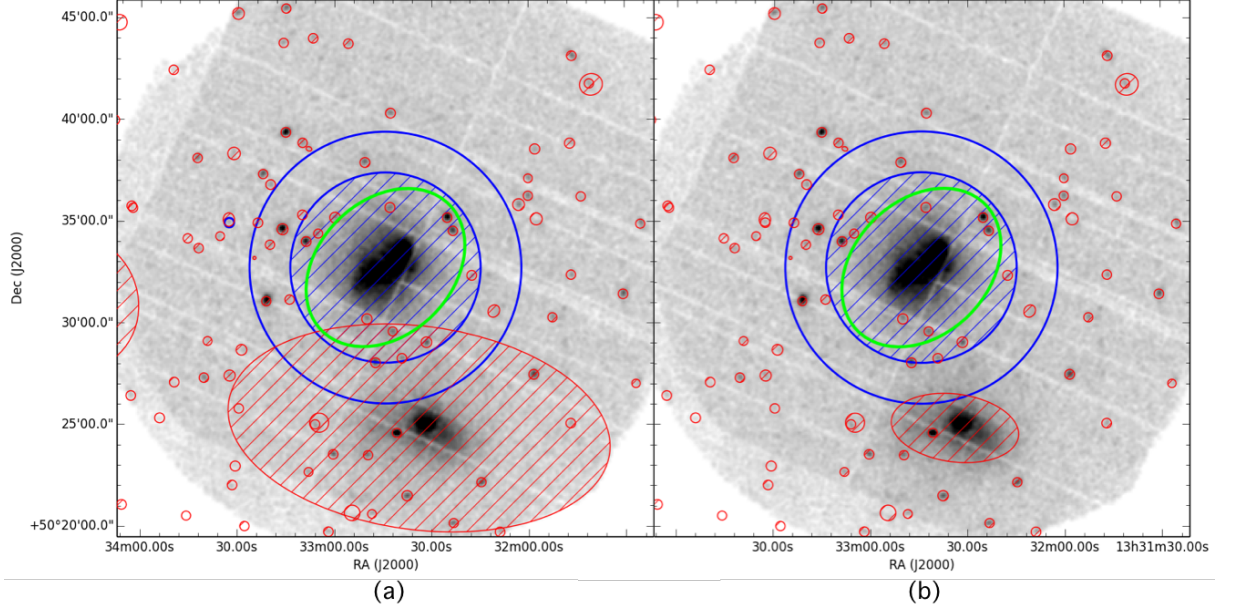 45'00.0"
40'00.0"
35'00.0"
30'00.0"
25'00.0"
+50°20'00.0"
Dec (J2000)
34m00.00s 30.00s 33m00.00s 30.00s 32m00.00s
RA (J2000)
30.00s 33m00.00s 30.00s 32m00.00s 13h31m30.00s
RA (J2000)
(a) (b)